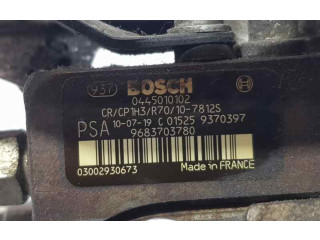 937 BOSCH
0445010102
CR/CP1H3/R70/10-7812S
PSA 10-07-19 C 01525 9370397
9683703780
03002930673 Made in FRANCE